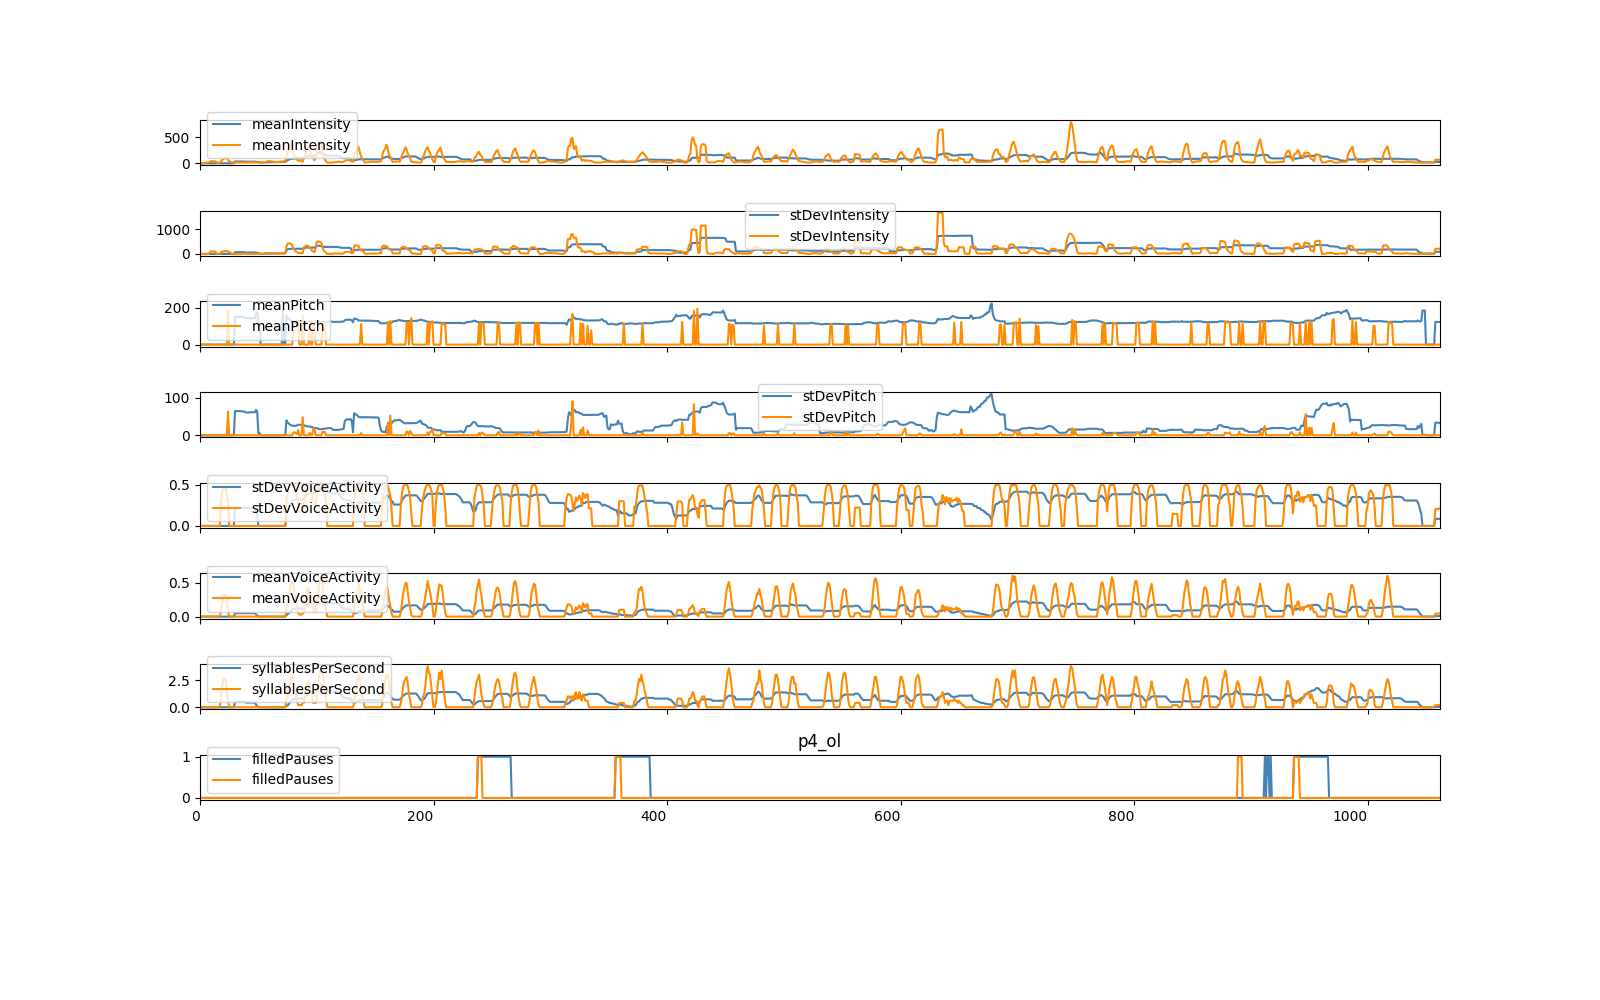 meanIntensity
meanIntensity
500
0
stDevIntensity
stDevIntensity
1000
0
meanPitch
meanPitch
200
0
stDevPitch
stDevPitch
100
0
stDevVoiceActivity
stDevVoiceActivity
0.5
0.0
meanVoiceActivity
meanVoiceActivity
0.5
0.0
syllablesPerSecond
syllablesPerSecond
2.5
0.0
p4_ol
filledPauses
filledPauses
1
0
0 200 400 600 800 1000